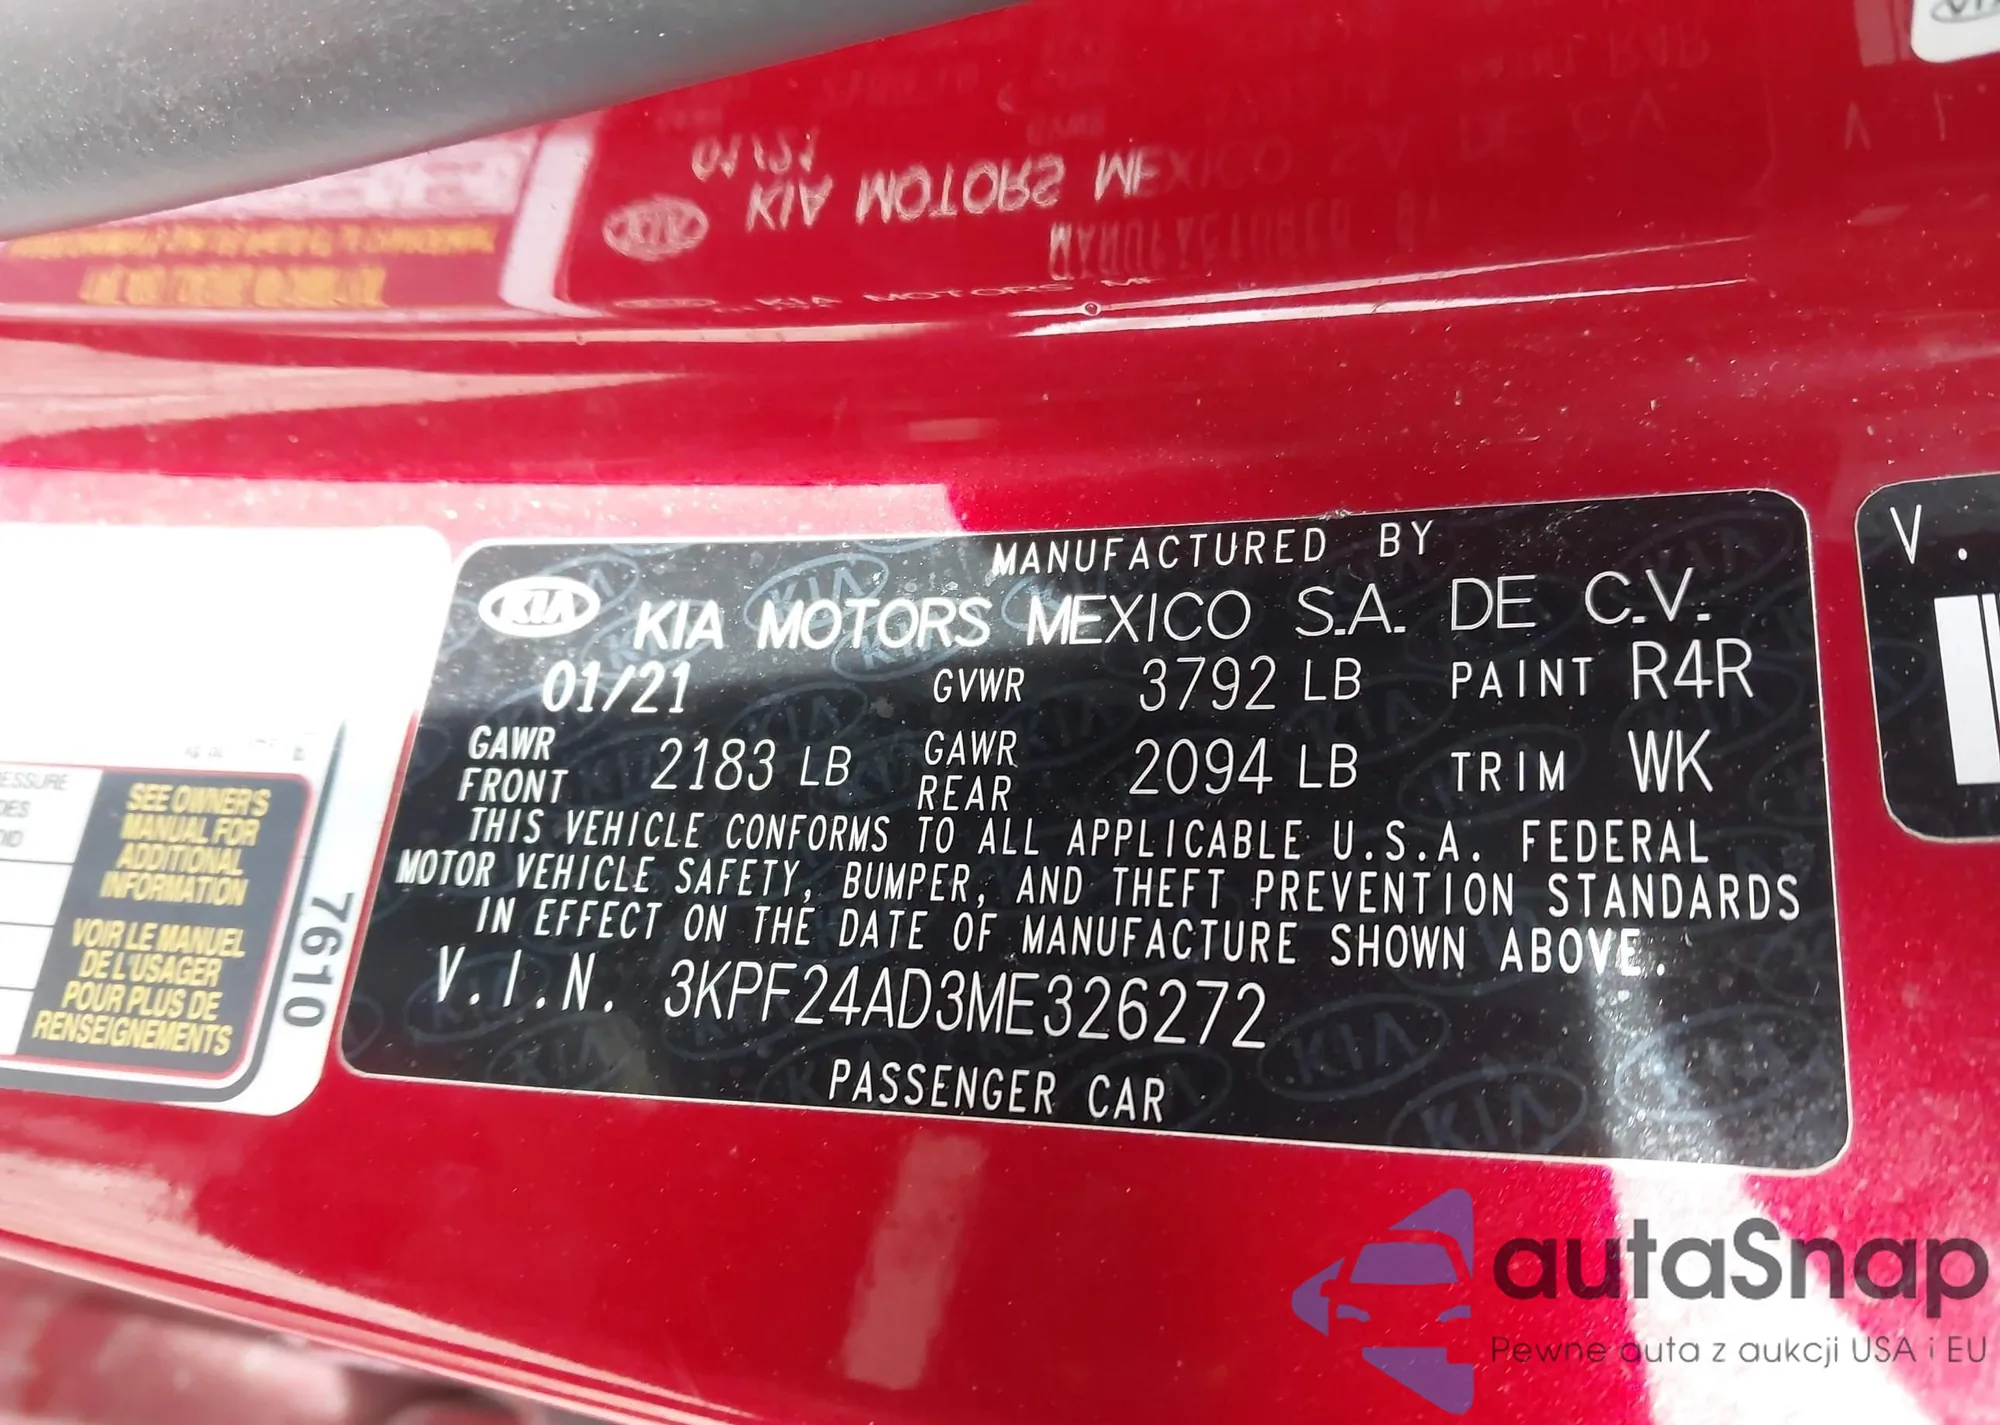 MANUFACTURED BY
KIA KIA MOTORS MEXICO S.A. DE C.V.
01/21 GVWR 3792 LB PAINT R4R
GAWR FRONT 2183 LB GAWR REAR 2094 LB TRIM WK
THIS VEHICLE CONFORMS TO ALL APPLICABLE U.S.A. FEDERAL
MOTOR VEHICLE SAFETY, BUMPER, AND THEFT PREVENTION STANDARDS
IN EFFECT ON THE DATE OF MANUFACTURE SHOWN ABOVE.
V.I.N. 3KPF24AD3ME326272
PASSENGER CAR
SEE OWNER'S
MANUAL FOR
ADDITIONAL
INFORMATION
VOIR LE MANUEL
DE L'USAGER
POUR PLUS DE
RENSEIGNEMENTS
7610
V.
autaSnap
Pewne auta z aukcji USA i EU